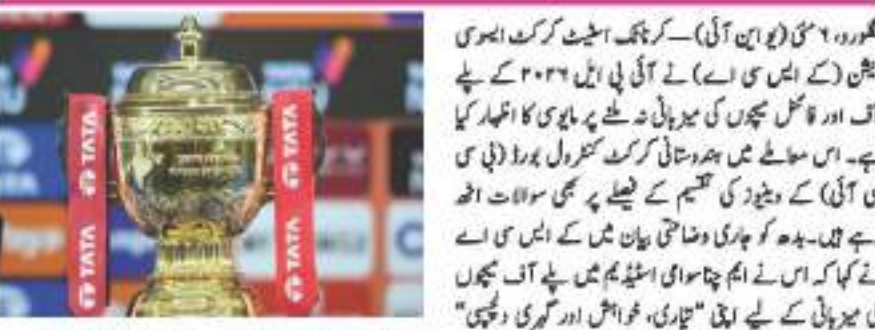 نگلورو، ۶ مئی (یو این آئی)۔ کرناٹک اسٹیٹ کرکٹ ایسوسی
یشن (کے ایس سی اے) نے آئی پی ایل ۲۰۲۶ کے پلے
آف اور فائنل میچوں کی میزبانی نہ ملنے پر مایوسی کا اظہار کیا
ہے۔ اس معاملے میں ہندوستانی کرکٹ کنٹرول بورڈ (بی سی
سی آئی) کے وینیوز کی تقسیم کے فیصلے پر بھی سوالات اٹھ
رہے ہیں۔ بدھ کو جاری وضاحتی بیان میں کے ایس سی اے
نے کہا کہ اس نے ایم چناسوامی اسٹیڈیم میں پلے آف میچوں
کی میزبانی کے لیے اپنی "تیاری، خواہش اور گہری دلچسپی"
TATA
TATA
TATA
TATA